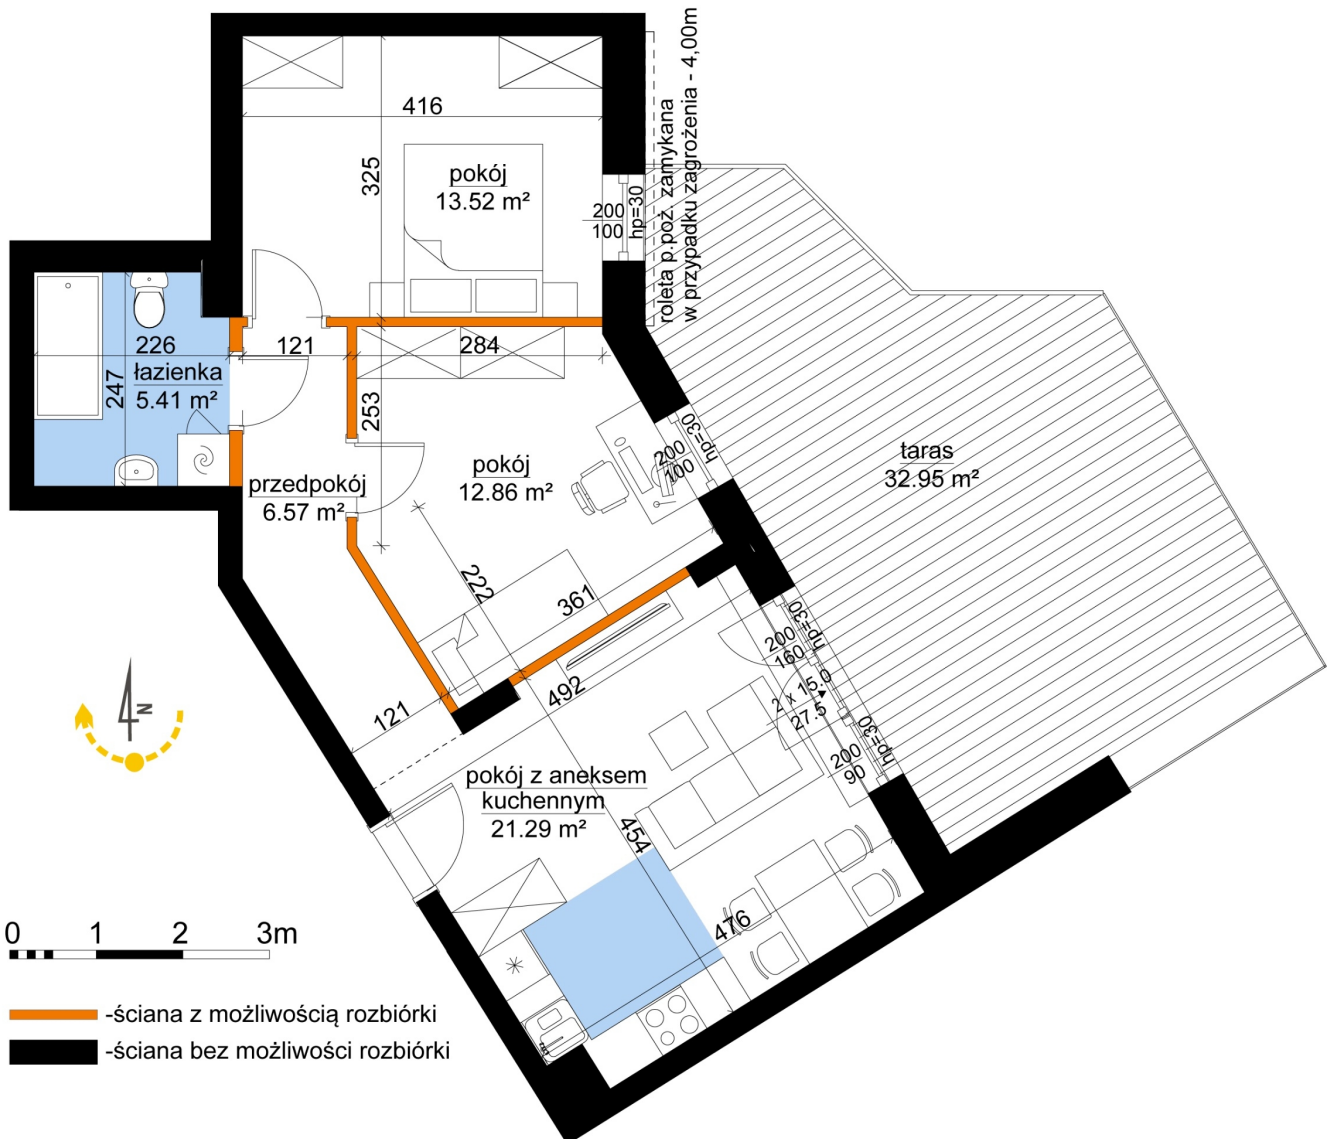 416
325
pokój
13.52 m²
200
100
hp=30
roleta p.poż. zamykana
w przypadku zagrożenia - 4,00m
226
121
284
łazienka
5.41 m²
247
253
pokój
12.86 m²
200
100
hp=30
taras
32.95 m²
przedpokój
6.57 m²
222
361
200
160
hp=30
2 x 15.0
27.5
492
121
200
90
hp=30
pokój z aneksem
kuchennym
21.29 m²
454
476
N
0 1 2 3m
-ściana z możliwością rozbiórki
-ściana bez możliwości rozbiórki